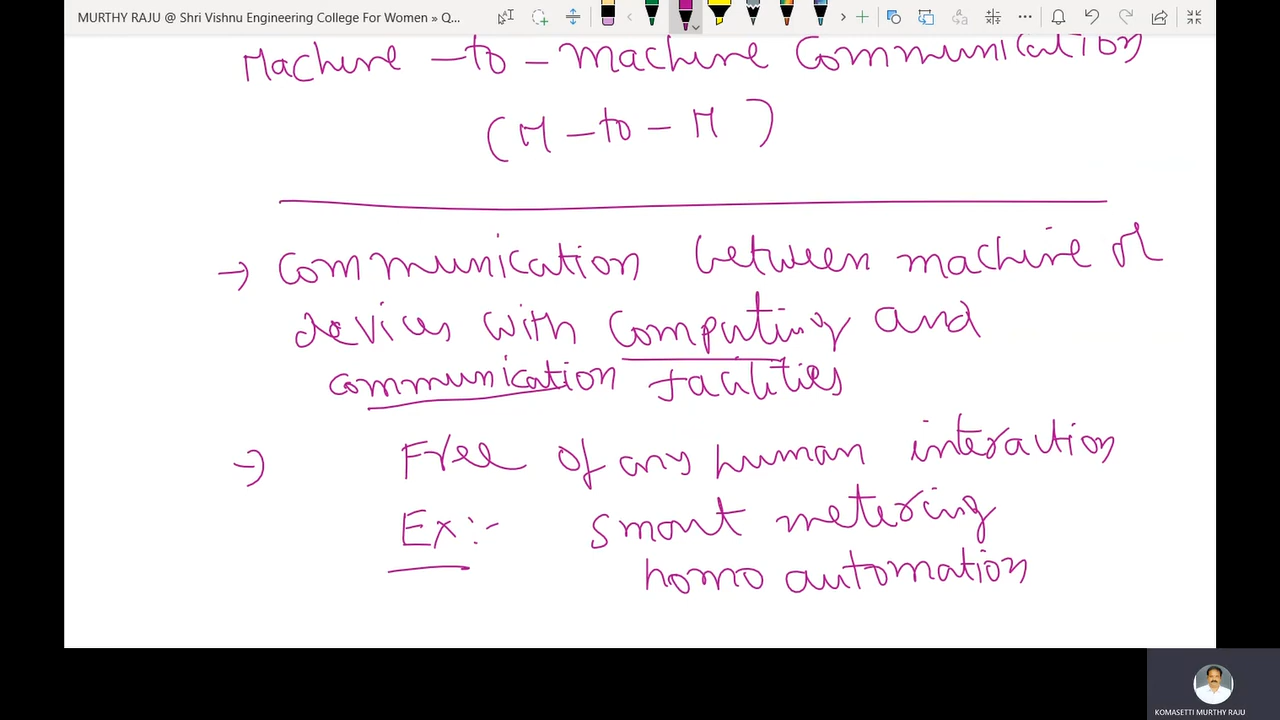 MURTHY RAJU @ Shri Vishnu Engineering College For Women » Q...
Machine -to- machine Communication
(M-to-M)
→ Communication between machine or
devices with Computing and
communication facilities
→ Free of any human interaction
Ex:- Smart metering
homo automation
KOMASETTI MURTHY RAJU